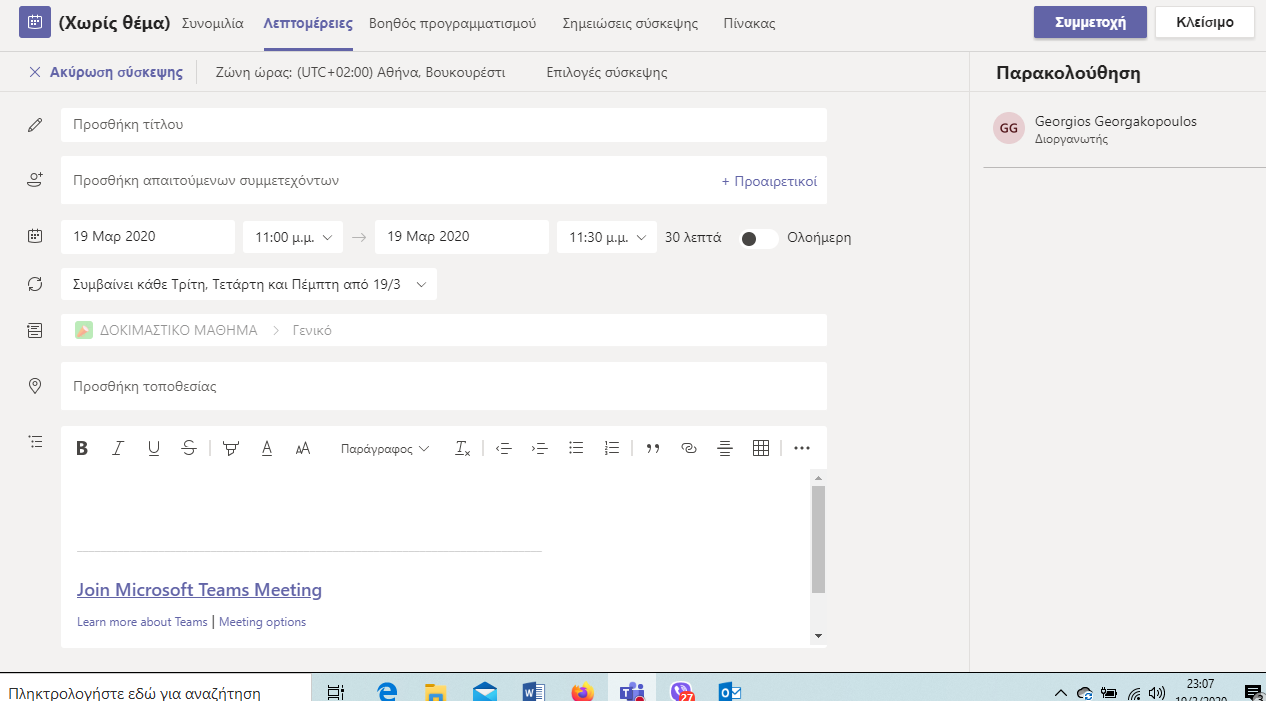 (Χωρίς θέμα) Συνομιλία Λεπτομέρειες Βοηθός προγραμματισμού Σημειώσεις σύσκεψης Πίνακας Συμμετοχή Κλείσιμο
Ακύρωση σύσκεψης Ζώνη ώρας: (UTC+02:00) Αθήνα, Βουκουρέστι Επιλογές σύσκεψης
Παρακολούθηση
GG Georgios Georgakopoulos
Διοργανωτής
Προσθήκη τίτλου
Προσθήκη απαιτούμενων συμμετεχόντων + Προαιρετικοί
19 Μαρ 2020 11:00 μ.μ. → 19 Μαρ 2020 11:30 μ.μ. 30 λεπτά Ολοήμερη
Συμβαίνει κάθε Τρίτη, Τετάρτη και Πέμπτη από 19/3
ΔΟΚΙΜΑΣΤΙΚΟ ΜΑΘΗΜΑ > Γενικό
Προσθήκη τοποθεσίας
B I U S A AA Παράγραφος Ix
Join Microsoft Teams Meeting
Learn more about Teams | Meeting options
Πληκτρολογήστε εδώ για αναζήτηση 27 23:07